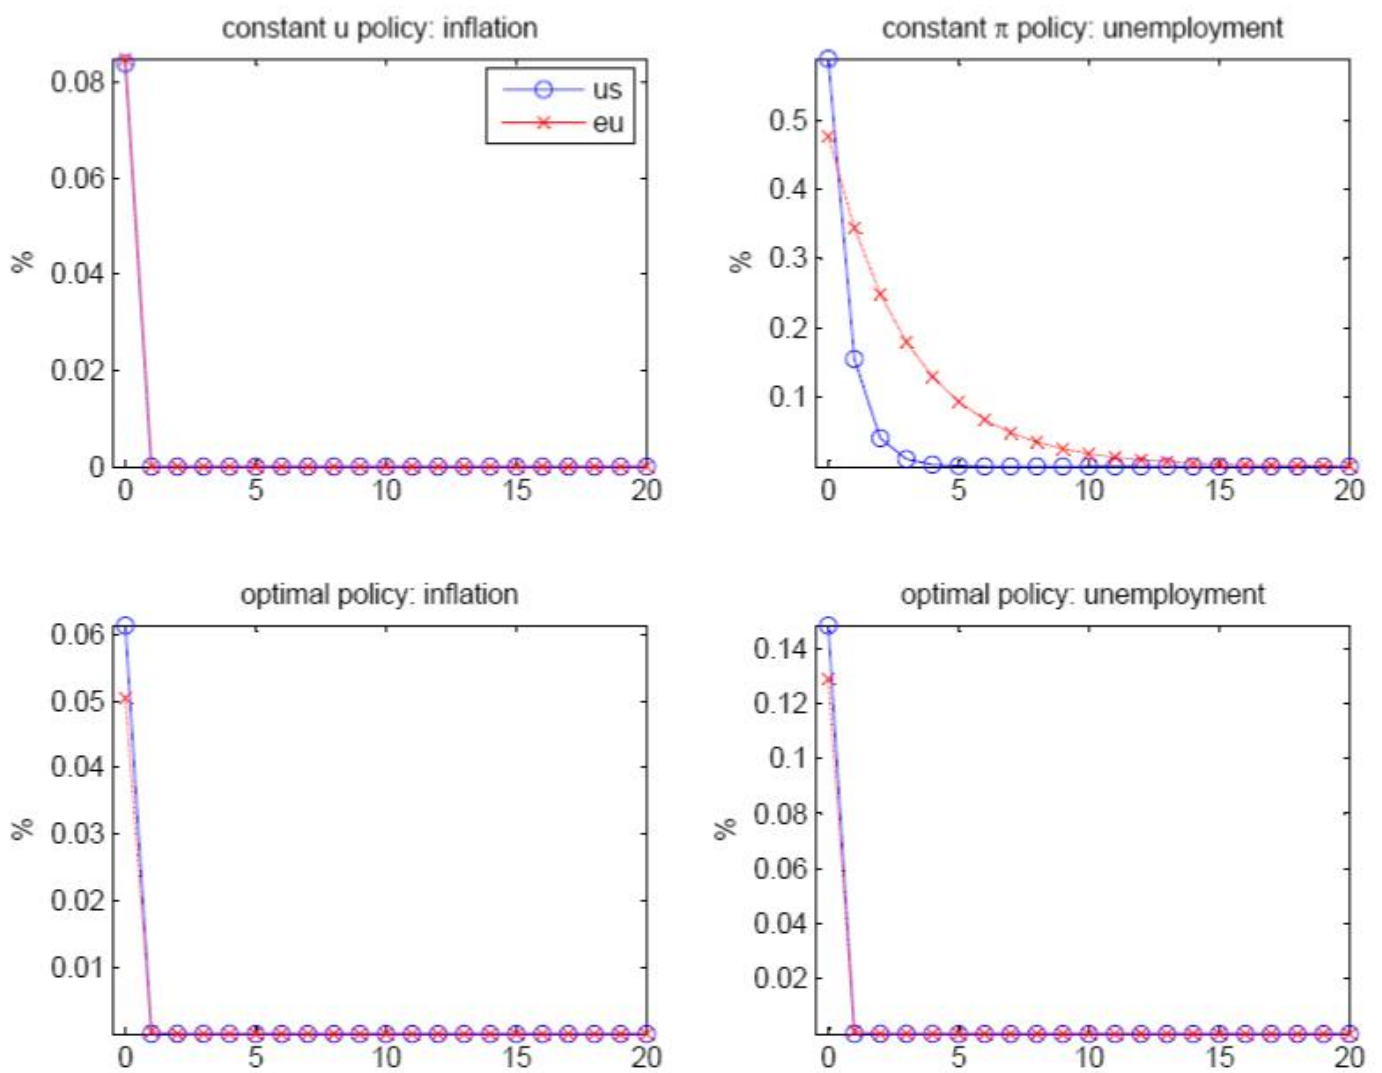 constant u policy: inflation
us
eu
0.08
0.06
0.04
0.02
0
%
0 5 10 15 20
constant π policy: unemployment
0.5
0.4
0.3
0.2
0.1
%
0 5 10 15 20
optimal policy: inflation
0.06
0.05
0.04
0.03
0.02
0.01
%
0 5 10 15 20
optimal policy: unemployment
0.14
0.12
0.1
0.08
0.06
0.04
0.02
%
0 5 10 15 20